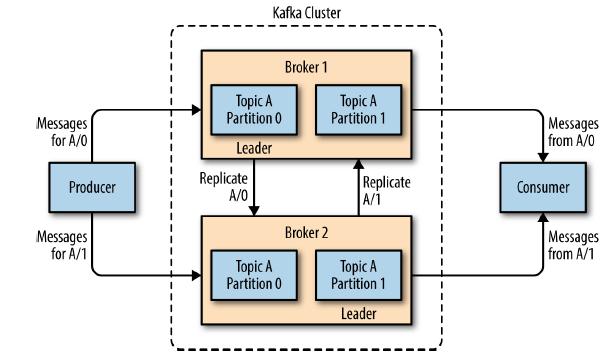 Kafka Cluster
Broker 1
Topic A
Partition 0
Topic A
Partition 1
Leader
Messages
for A/0
Messages
from A/0
Producer
Replicate
A/0
Replicate
A/1
Consumer
Messages
for A/1
Messages
from A/1
Broker 2
Topic A
Partition 0
Topic A
Partition 1
Leader